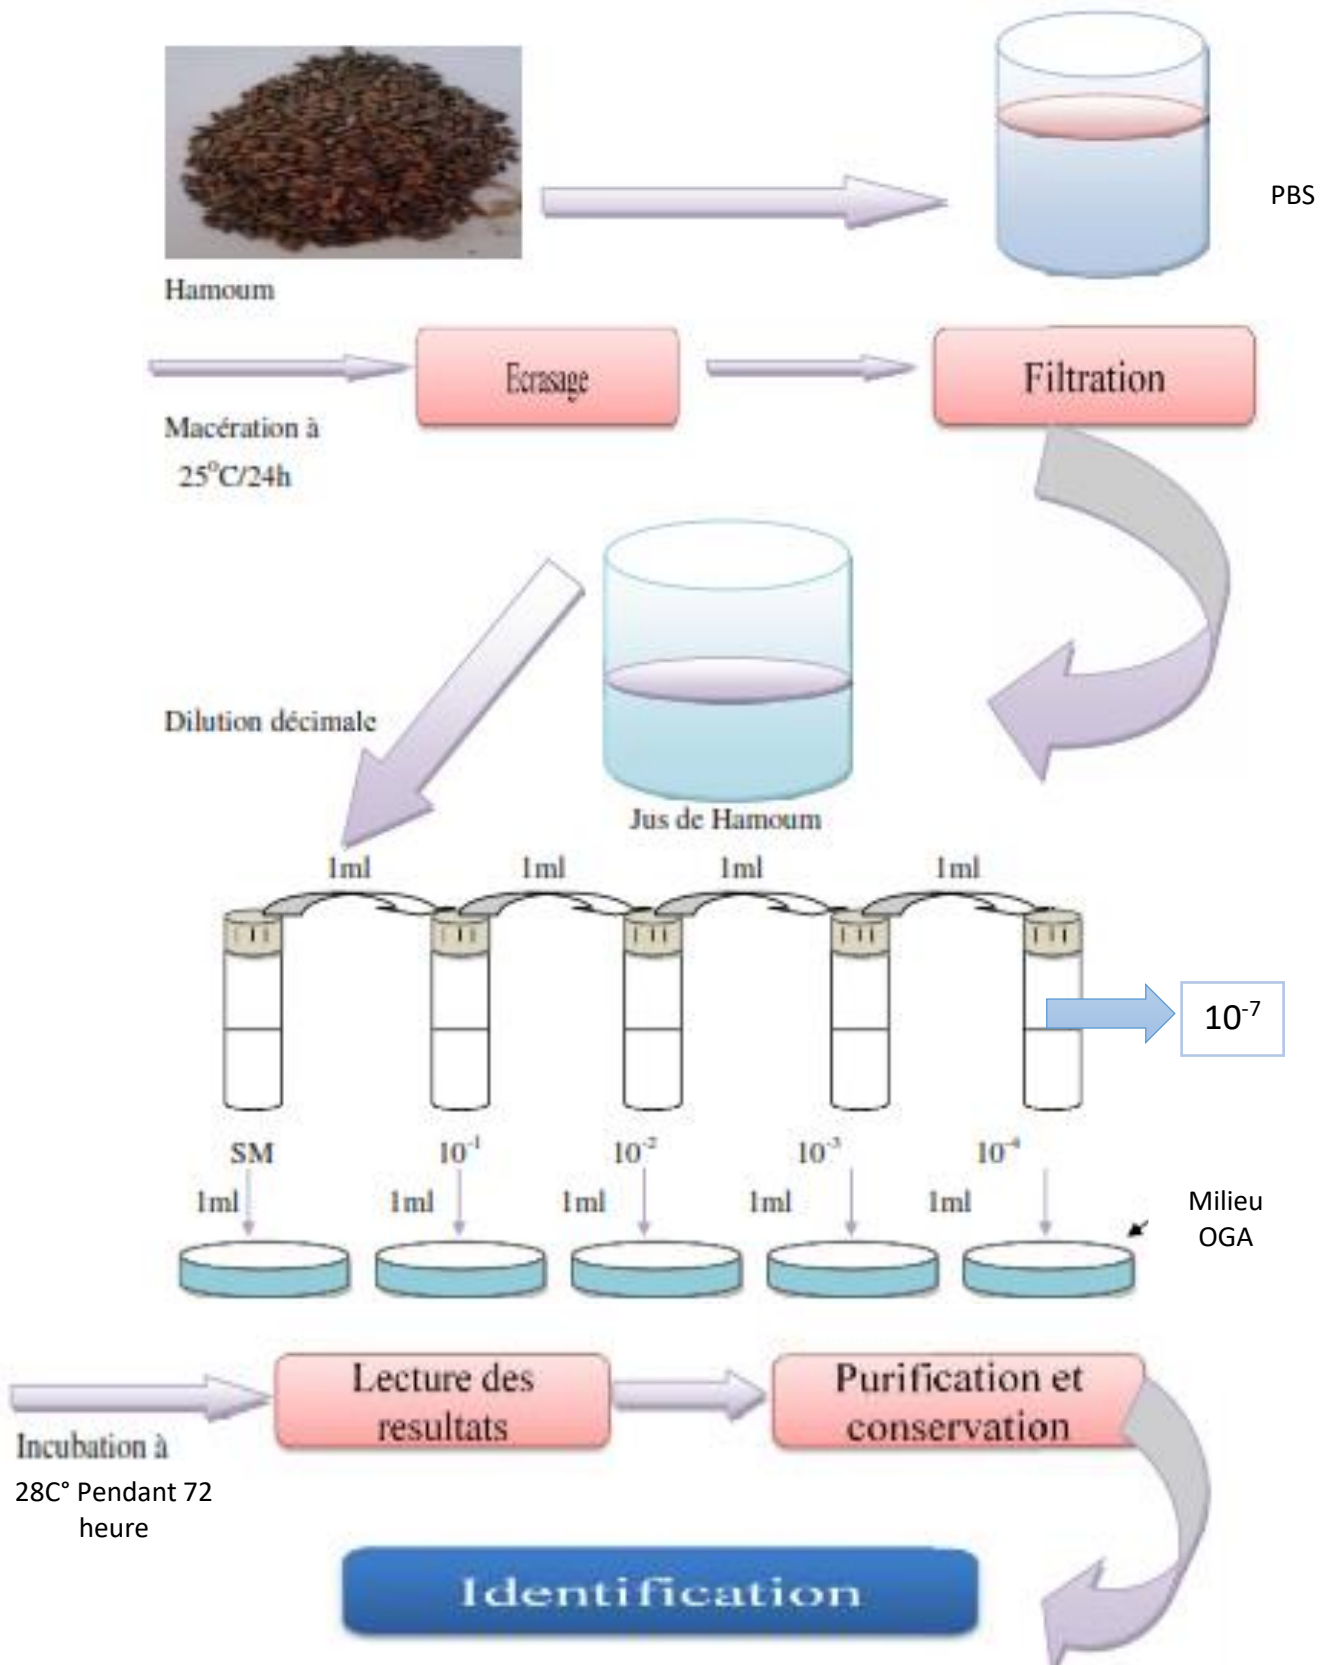 PBS
Hamoum
Ecrasage
Filtration
Macération à
25°C/24h
Dilution décimale
Jus de Hamoum
1ml 1ml 1ml 1ml
10⁻⁷
SM 10⁻¹ 10⁻² 10⁻³ 10⁻⁴
1ml 1ml 1ml 1ml 1ml
Milieu
OGA
Lecture des
resultats
Purification et
conservation
Incubation à
28C° Pendant 72
heure
Identification